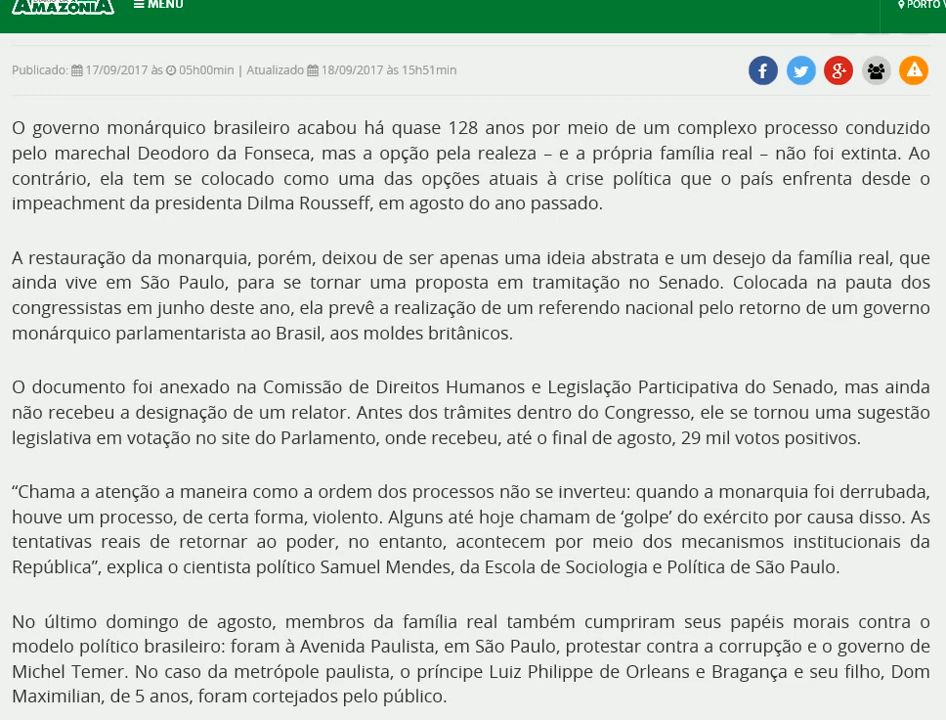 AMAZÔNIA
MENU
PORTO V
Publicado: 17/09/2017 às 05h00min | Atualizado 18/09/2017 às 15h51min
O governo monárquico brasileiro acabou há quase 128 anos por meio de um complexo processo conduzido
pelo marechal Deodoro da Fonseca, mas a opção pela realeza – e a própria família real – não foi extinta. Ao
contrário, ela tem se colocado como uma das opções atuais à crise política que o país enfrenta desde o
impeachment da presidenta Dilma Rousseff, em agosto do ano passado.
A restauração da monarquia, porém, deixou de ser apenas uma ideia abstrata e um desejo da família real, que
ainda vive em São Paulo, para se tornar uma proposta em tramitação no Senado. Colocada na pauta dos
congressistas em junho deste ano, ela prevê a realização de um referendo nacional pelo retorno de um governo
monárquico parlamentarista ao Brasil, aos moldes britânicos.
O documento foi anexado na Comissão de Direitos Humanos e Legislação Participativa do Senado, mas ainda
não recebeu a designação de um relator. Antes dos trâmites dentro do Congresso, ele se tornou uma sugestão
legislativa em votação no site do Parlamento, onde recebeu, até o final de agosto, 29 mil votos positivos.
“Chama a atenção a maneira como a ordem dos processos não se inverteu: quando a monarquia foi derrubada,
houve um processo, de certa forma, violento. Alguns até hoje chamam de ‘golpe’ do exército por causa disso. As
tentativas reais de retornar ao poder, no entanto, acontecem por meio dos mecanismos institucionais da
República”, explica o cientista político Samuel Mendes, da Escola de Sociologia e Política de São Paulo.
No último domingo de agosto, membros da família real também cumpriram seus papéis morais contra o
modelo político brasileiro: foram à Avenida Paulista, em São Paulo, protestar contra a corrupção e o governo de
Michel Temer. No caso da metrópole paulista, o príncipe Luiz Philippe de Orleans e Bragança e seu filho, Dom
Maximilian, de 5 anos, foram cortejados pelo público.